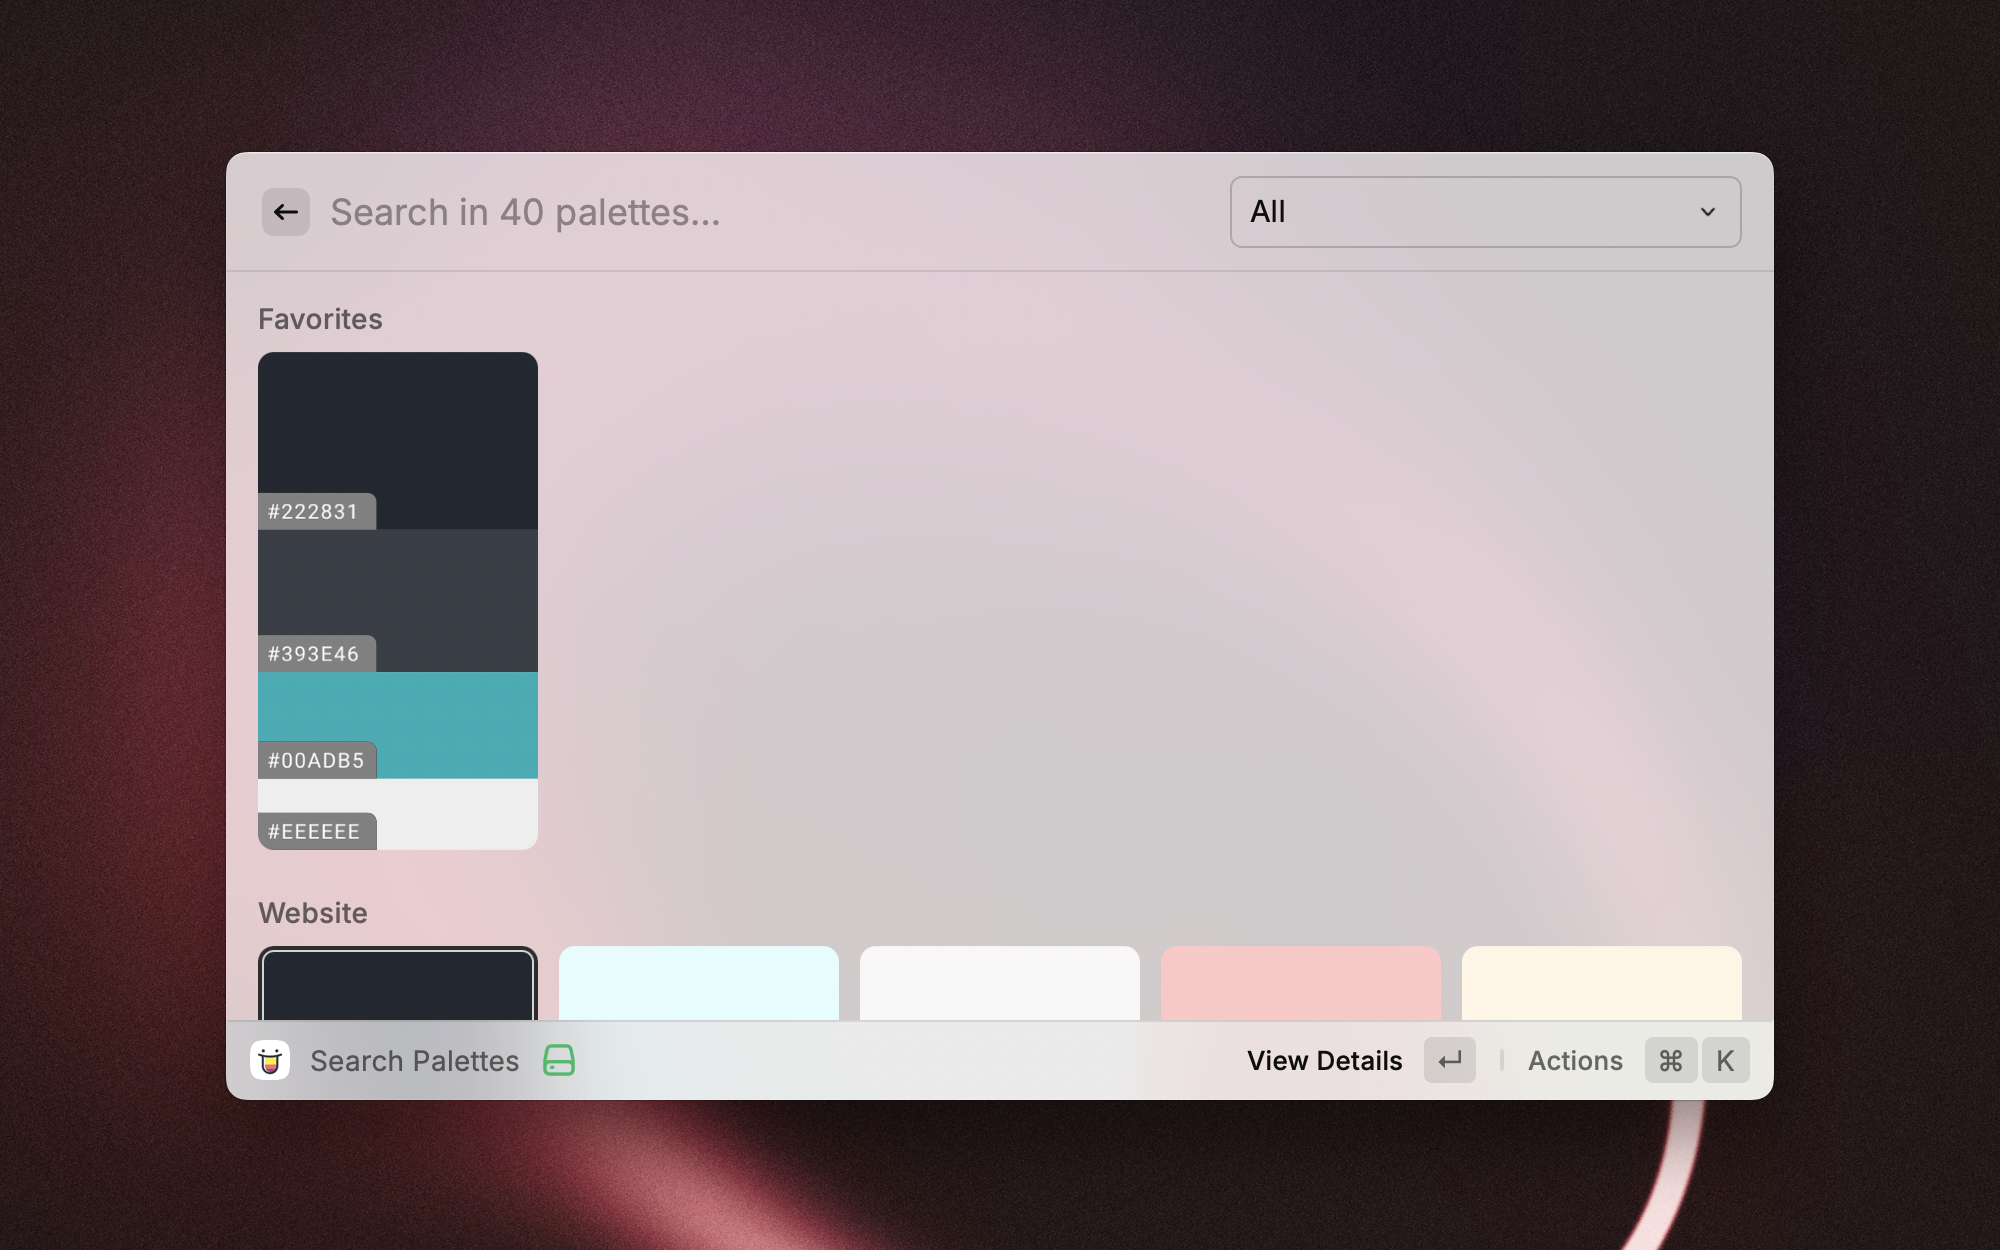 Search in 40 palettes...
All
Favorites
#222831
#393E46
#00ADB5
#EEEEEE
Website
Search Palettes
View Details
Actions
⌘ K